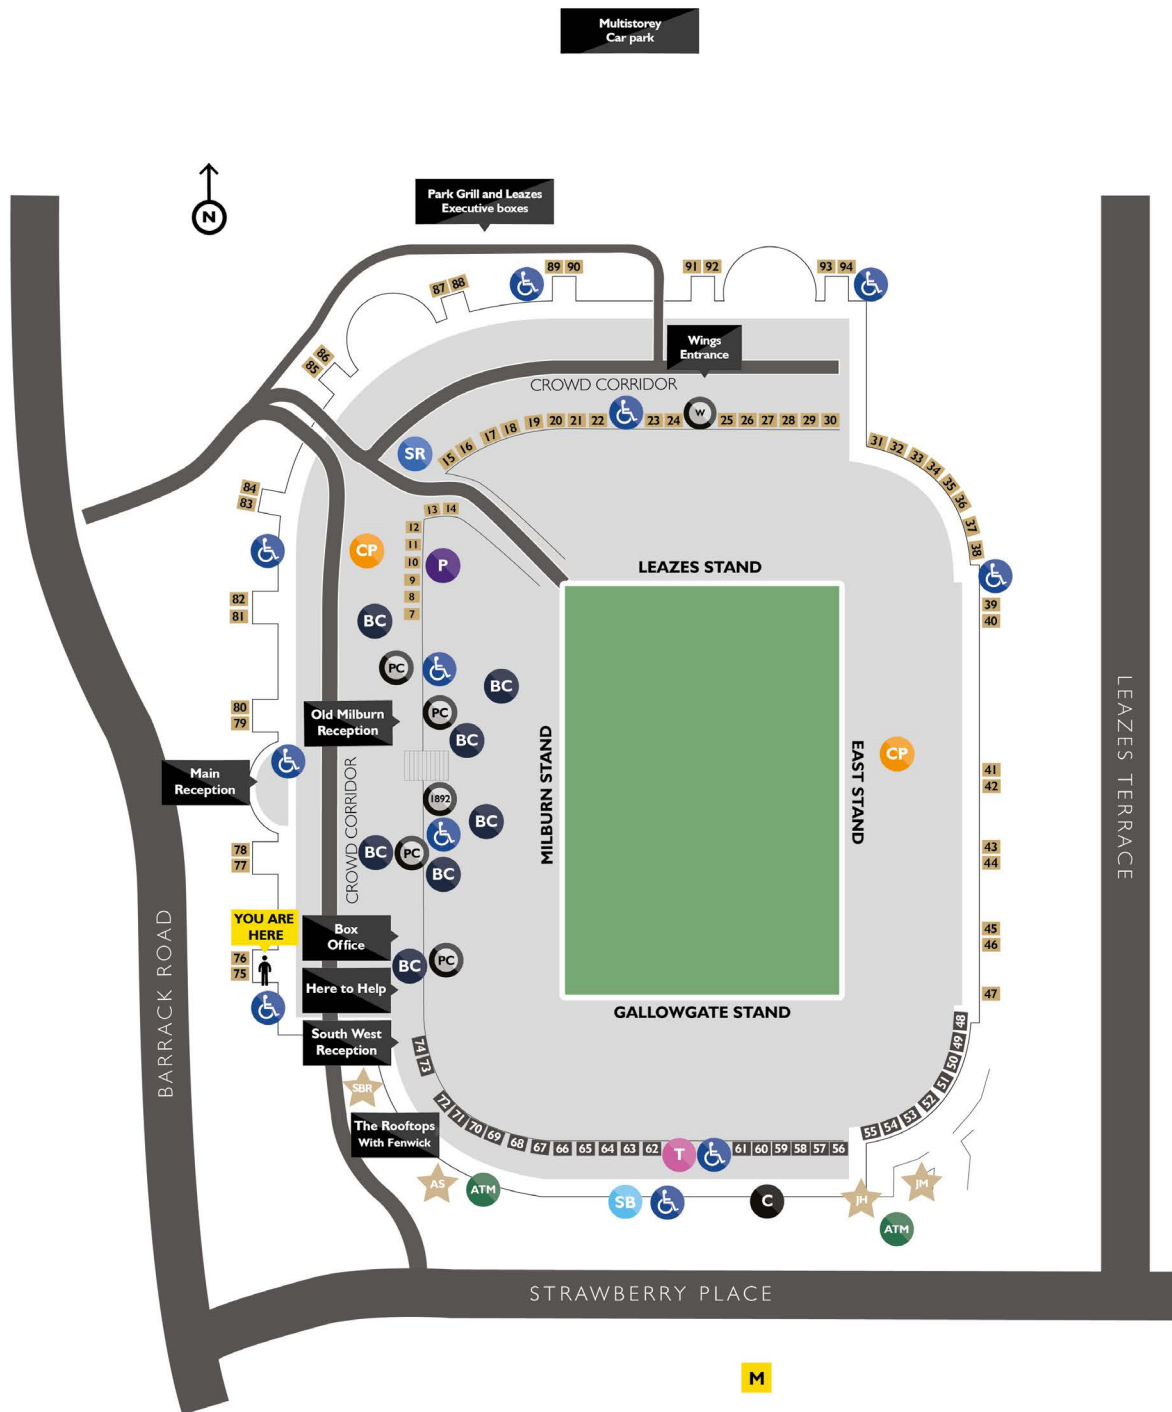 Multistorey
Car park
N
Park Grill and Leazes
Executive boxes
87 88
89 90
91 92
93 94
85 86
Wings
Entrance
CROWD CORRIDOR
15 16 17 18 19 20 21 22 23 24 W 25 26 27 28 29 30
SR
31 32 33 34 35 36 37 38
84
83
13 14
12
11
10
9
8
7
CP
P
LEAZES STAND
39
40
82
81
BC
PC
BC
80
79
Old Milburn
Reception
PC
BC
Main
Reception
CROWD CORRIDOR
MILBURN STAND
EAST STAND
CP
41
42
LEAZES TERRACE
1892
BC
78
77
BC
PC
BC
43
44
YOU ARE
HERE
Box
Office
45
46
76
75
BC
PC
Here to Help
47
BARRACK ROAD
GALLOWGATE STAND
South West
Reception
74
73
48
49
50
51
52
53
54
55
SBR
The Rooftops
With Fenwick
72 71 70 69 68 67 66 65 64 63 62 T 61 60 59 58 57 56
AS
ATM
SB
C
JH
JM
ATM
STRAWBERRY PLACE
M